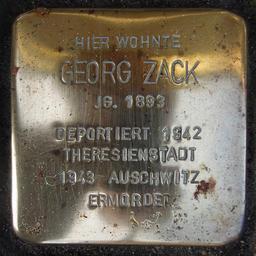 HIER WOHNTE
GEORG ZACK
JG. 1893
DEPORTIERT 1942
THERESIENSTADT
1943 AUSCHWITZ
ERMORDET